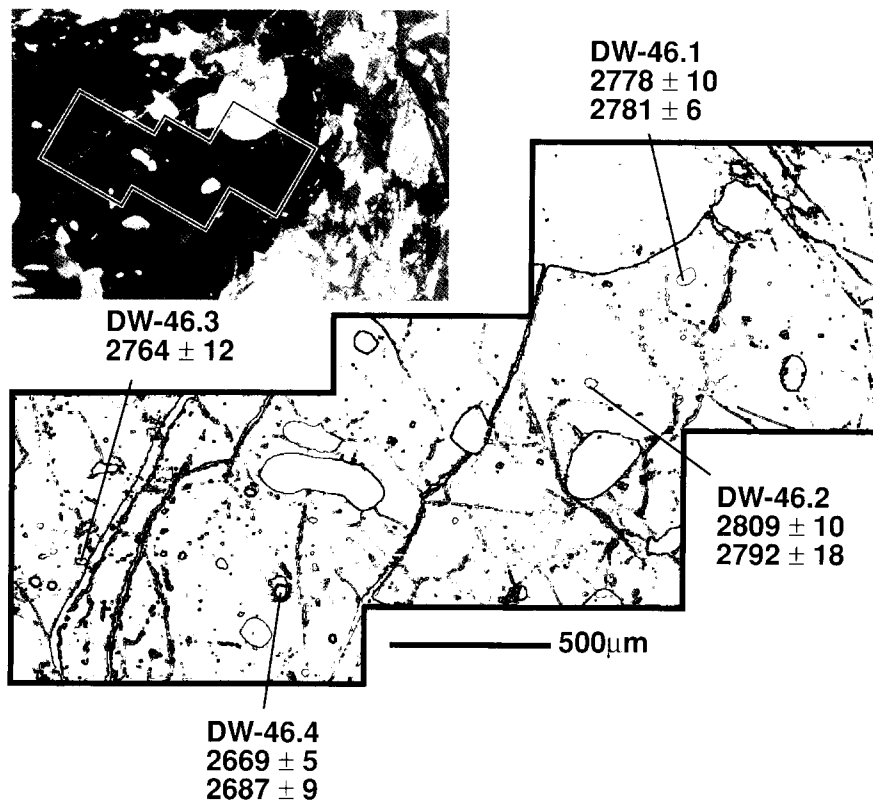 DW-46.1
2778 ± 10
2781 ± 6
DW-46.3
2764 ± 12
DW-46.2
2809 ± 10
2792 ± 18
500μm
DW-46.4
2669 ± 5
2687 ± 9